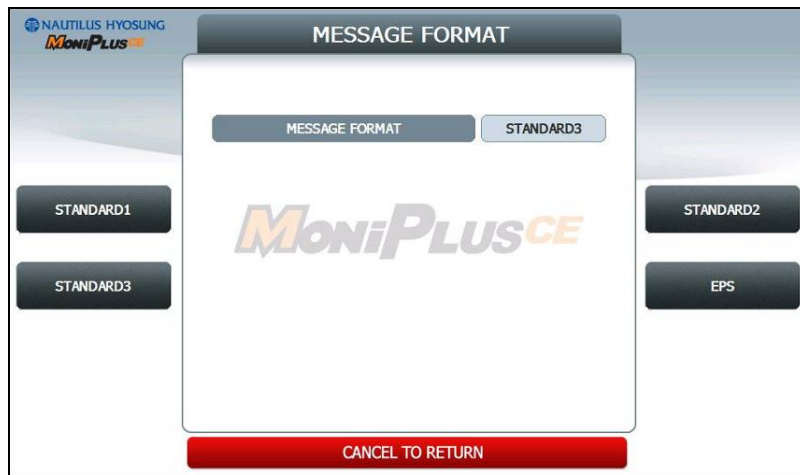 NAUTILUS HYOSUNG
MoniPlusCE
MESSAGE FORMAT
MESSAGE FORMAT STANDARD3
STANDARD1
STANDARD2
MoniPlusCE
STANDARD3
EPS
CANCEL TO RETURN